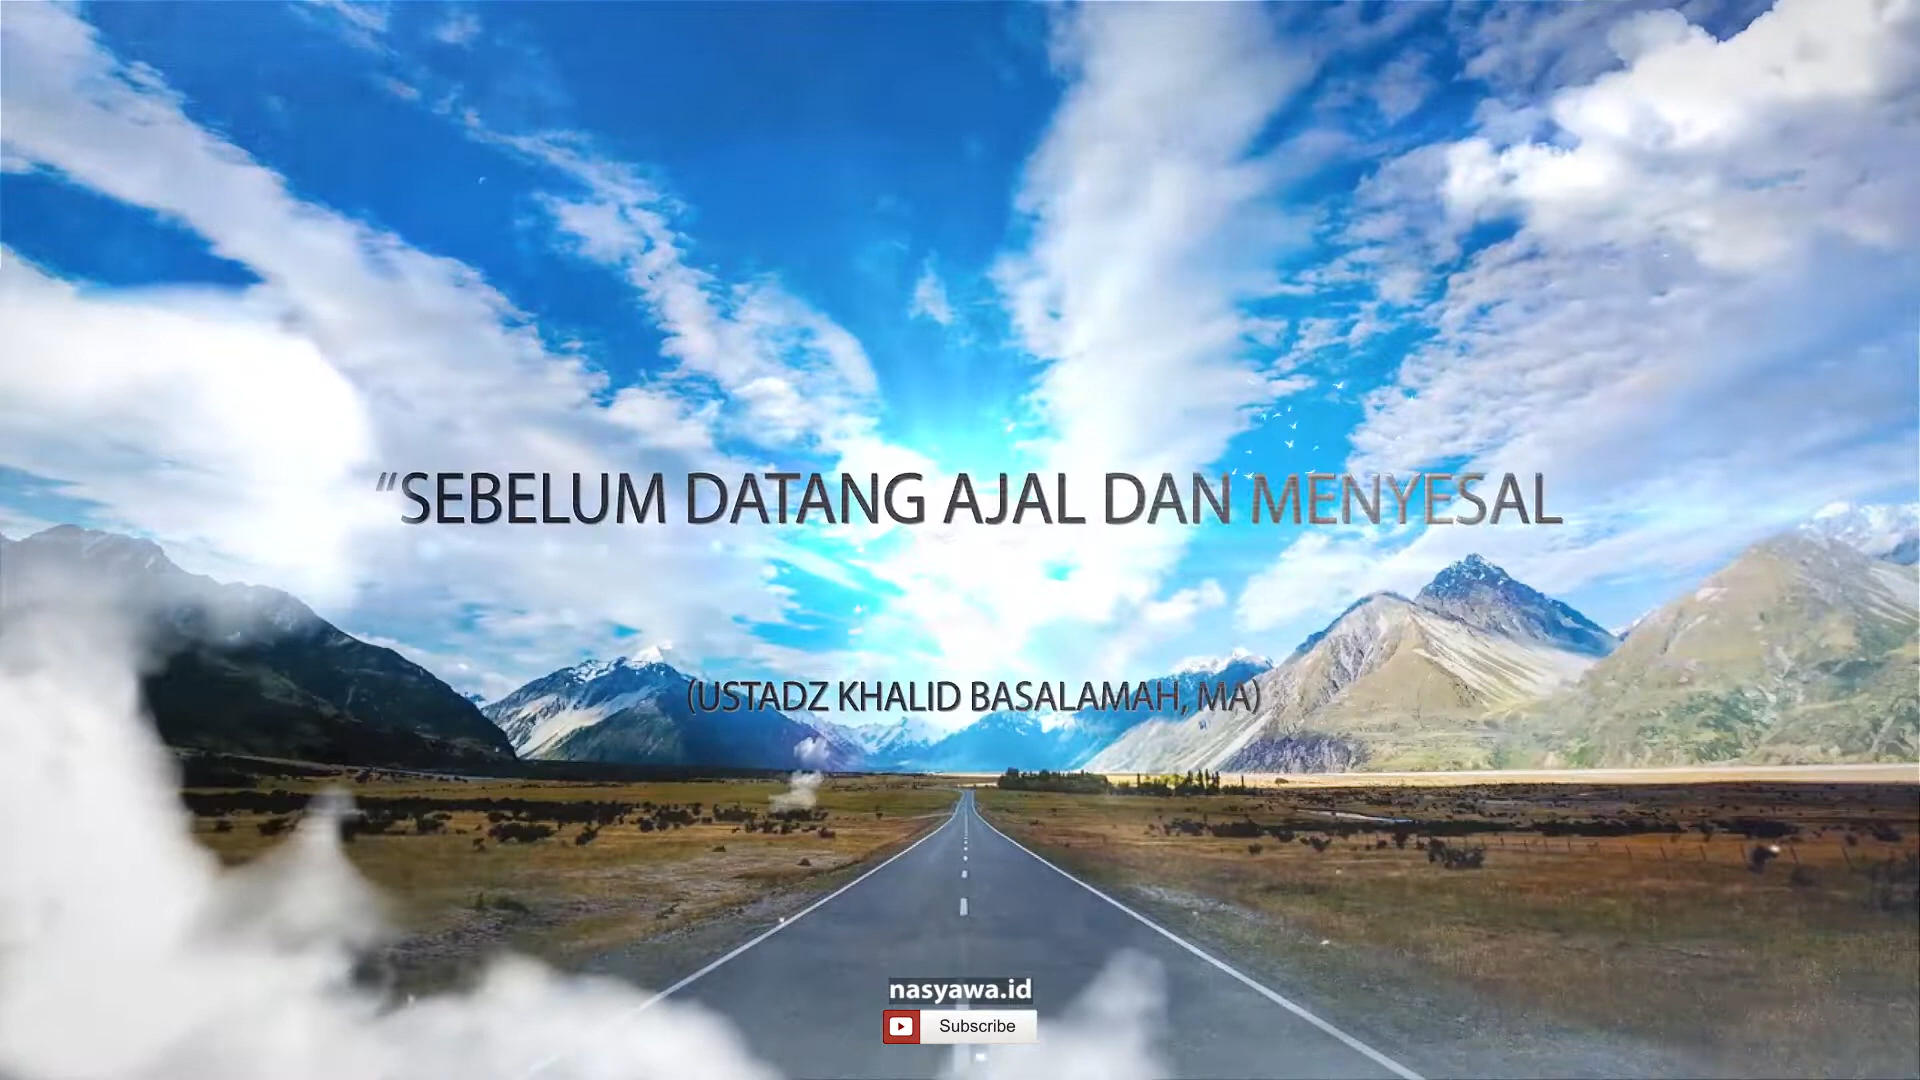 “SEBELUM DATANG AJAL DAN MENYESAL
(USTADZ KHALID BASALAMAH, MA)
nasyawa.id
Subscribe